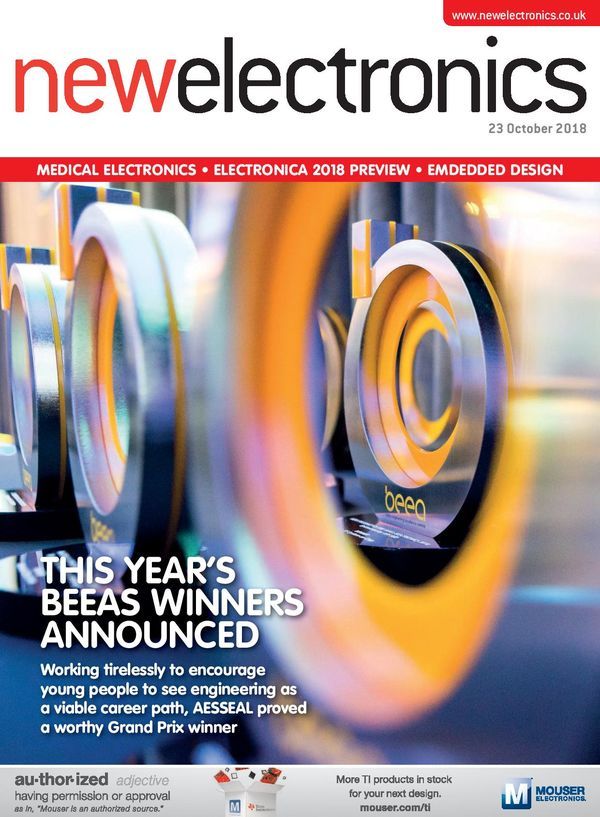 www.newelectronics.co.uk
newelectronics
23 October 2018
MEDICAL ELECTRONICS • ELECTRONICA 2018 PREVIEW • EMDEDDED DESIGN
beea
beea
THIS YEAR'S
BEEAS WINNERS
ANNOUNCED
Working tirelessly to encourage
young people to see engineering as
a viable career path, AESSEAL proved
a worthy Grand Prix winner
au·thor·ized adjective
having permission or approval
as in, "Mouser is an authorized source."
M
More TI products in stock
for your next design.
mouser.com/ti
M MOUSER
ELECTRONICS.